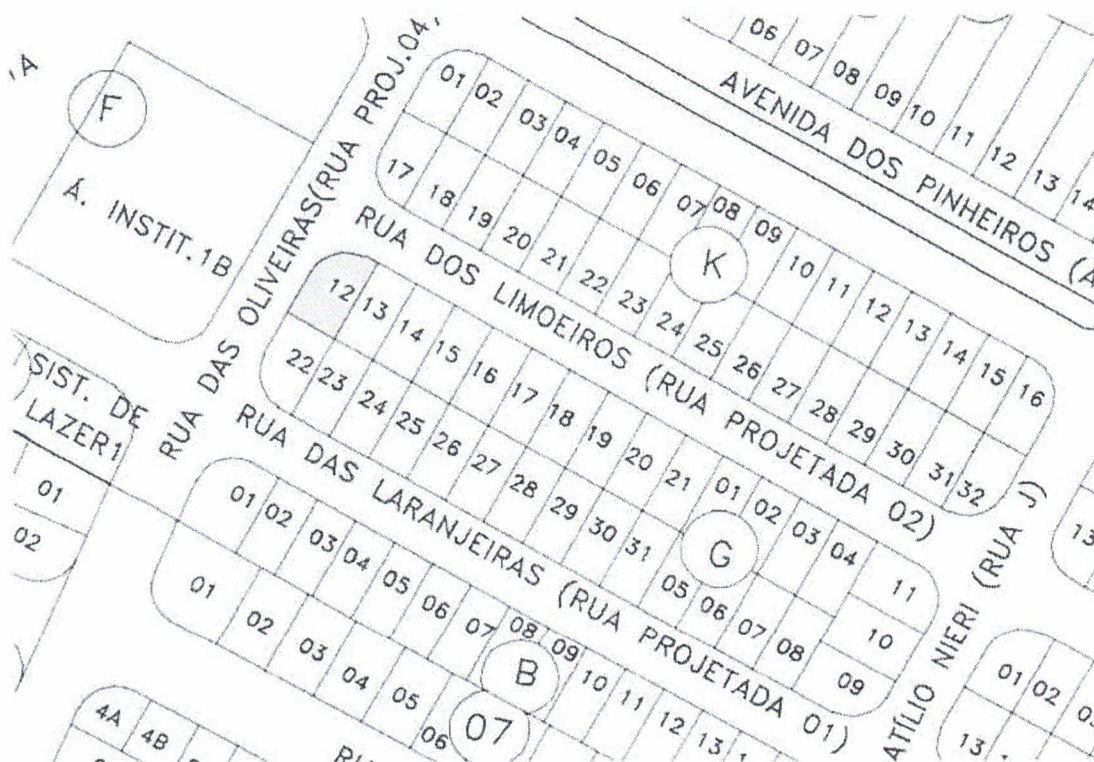 06 07 08 09 10 11 12 13 14
AVENIDA DOS PINHEIROS (A
F
Á. INSTIT.1B
RUA DAS OLIVEIRAS(RUA PROJ.04)
01 02 03 04 05 06 07 08 09 10 11 12 13 14 15 16
K
17 18 19 20 21 22 23 24 25 26 27 28 29 30 31 32
RUA DOS LIMOEIROS (RUA PROJETADA 02)
12 13 14 15 16 17 18 19 20 21 01 02 03 04 11
G
10
22 23 24 25 26 27 28 29 30 31 05 06 07 08 09
RUA DAS LARANJEIRAS (RUA PROJETADA 01)
ATÍLIO NIERI (RUA J)
SIST. DE
LAZER1
01
02
01 02 03 04 05 06 07 08 09 10 11 12 13
B
01 02 03 04 05 06
07
4A 4B
13
01 02
13